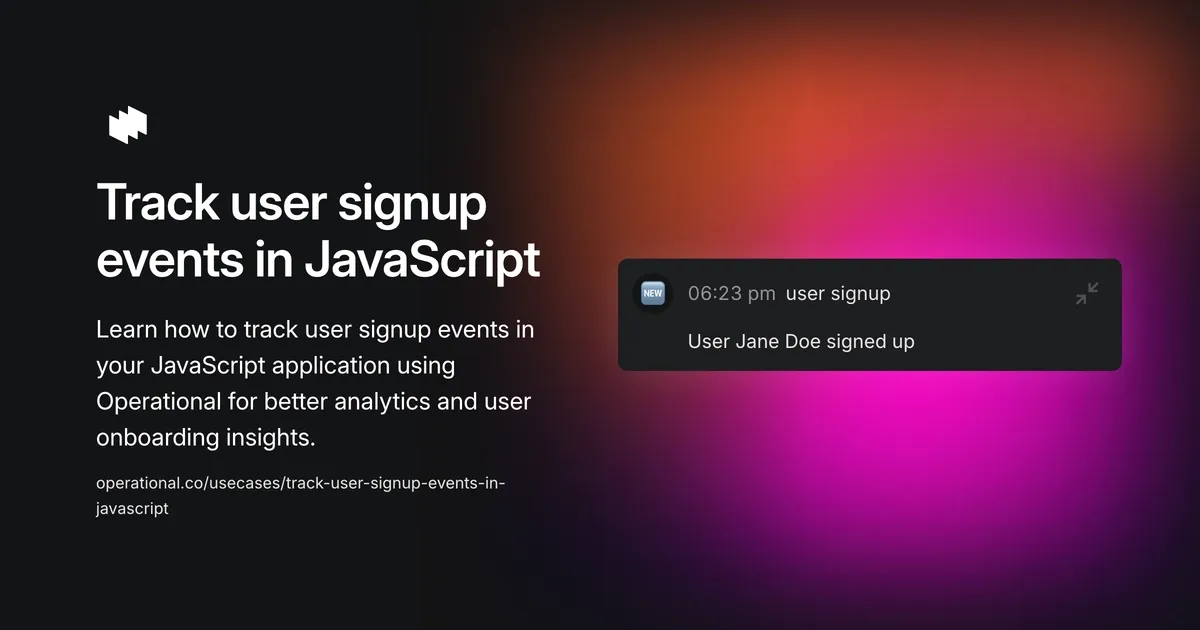 Track user signup
events in JavaScript
Learn how to track user signup events in
your JavaScript application using
Operational for better analytics and user
onboarding insights.
operational.co/usecases/track-user-signup-events-in-
javascript
NEW
06:23 pm user signup
User Jane Doe signed up